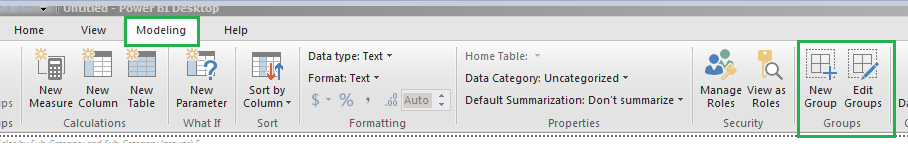 Untitled - Power BI Desktop
Home View Modeling Help
Data type: Text Home Table:
Format: Text Data Category: Uncategorized
$ % , .00 Auto Default Summarization: Don't summarize
New Measure
New Column
New Table
New Parameter
Sort by Column
Manage Roles
View as Roles
New Group
Edit Groups
Calculations What If Sort Formatting Properties Security Groups